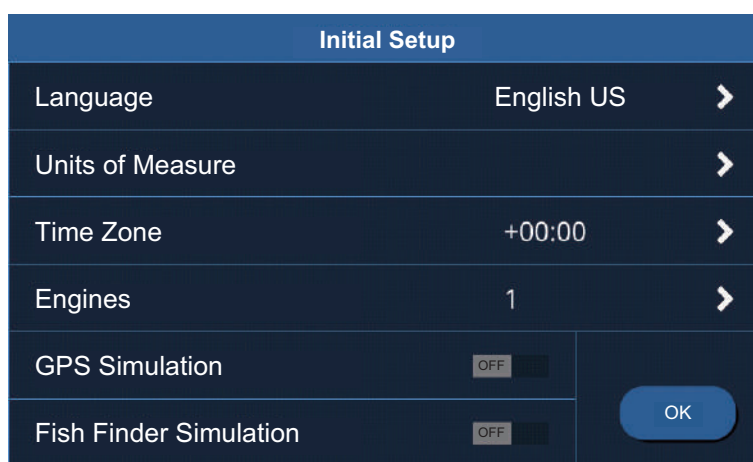 Initial Setup
Language English US
Units of Measure
Time Zone +00:00
Engines 1
GPS Simulation OFF
Fish Finder Simulation OFF
OK